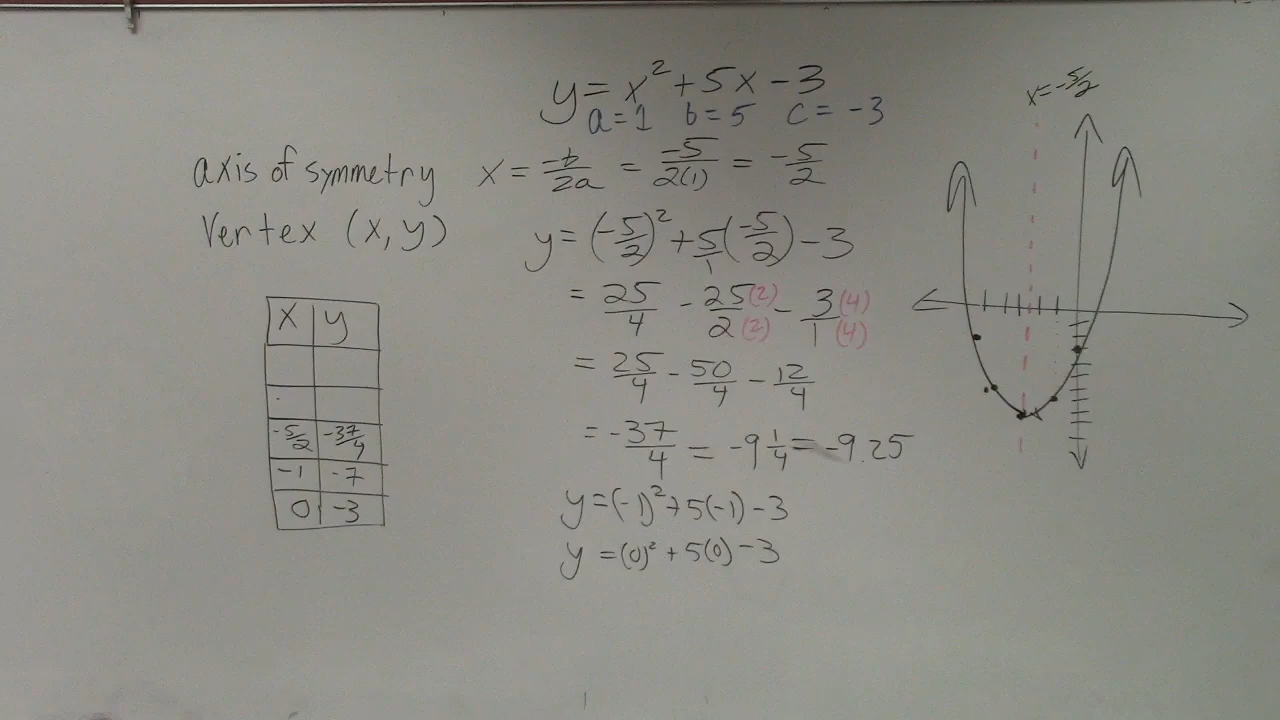 y = x² + 5x - 3
a = 1 b = 5 c = -3
axis of symmetry x = -b/2a = -5/2(1) = -5/2
Vertex (x, y)
y = (-5/2)² + 5/1(-5/2) - 3
= 25/4 - 25(2)/2(2) - 3(4)/1(4)
= 25/4 - 50/4 - 12/4
= -37/4 = -9 1/4 = -9.25
y = (-1)² + 5(-1) - 3
y = (0)² + 5(0) - 3
x y
-5/2 -37/4
-1 -7
0 -3
x = -5/2